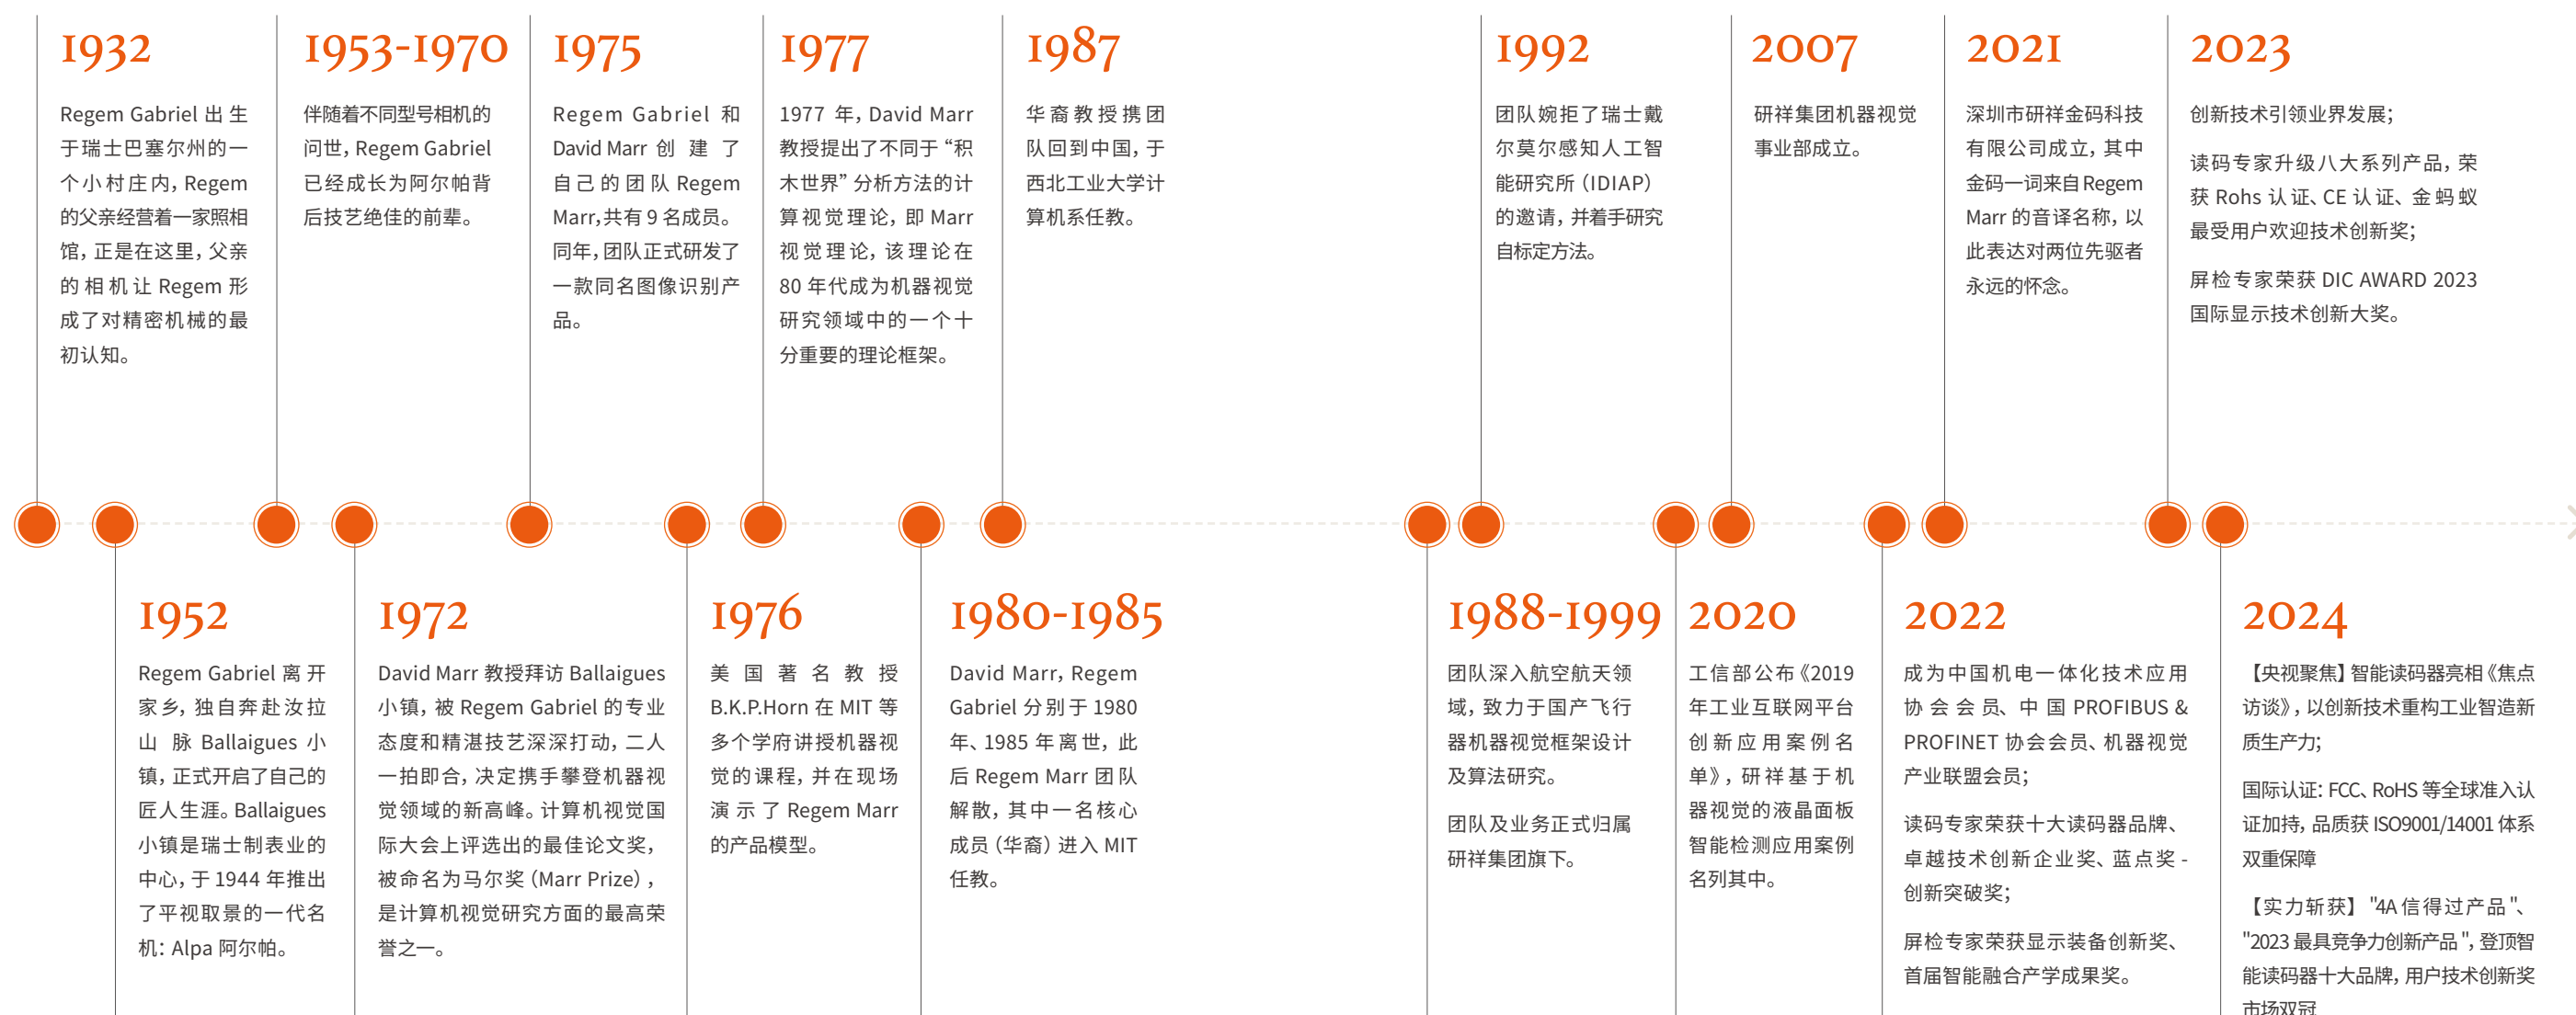 1932
Regem Gabriel 出生
于瑞士巴塞尔州的一
个小村庄内，Regem
的父亲经营着一家照相
馆，正是在这里，父亲
的相机让 Regem 形
成了对精密机械的最
初认知。
1953-1970
伴随着不同型号相机的
问世，Regem Gabriel
已经成长为阿尔帕背
后技艺绝佳的前辈。
1975
Regem Gabriel 和
David Marr 创建了
自己的团队 Regem
Marr,共有 9 名成员。
同年，团队正式研发了
一款同名图像识别产
品。
1977
1977 年，David Marr
教授提出了不同于“积
木世界”分析方法的计
算视觉理论，即 Marr
视觉理论，该理论在
80 年代成为机器视觉
研究领域中的一个十
分重要的理论框架。
1987
华裔教授携团
队回到中国，于
西北工业大学计
算机系任教。
1992
团队婉拒了瑞士戴
尔莫尔感知人工智
能研究所（IDIAP）
的邀请，并着手研究
自标定方法。
2007
研祥集团机器视觉
事业部成立。
2021
深圳市研祥金码科技
有限公司成立，其中
金码一词来自 Regem
Marr 的音译名称，以
此表达对两位先驱者
永远的怀念。
2023
创新技术引领业界发展；
读码专家升级八大系列产品，荣
获 Rohs 认证、CE 认证、金蚂蚁
最受用户欢迎技术创新奖；
屏检专家荣获 DIC AWARD 2023
国际显示技术创新大奖。
1952
Regem Gabriel 离开
家乡，独自奔赴汝拉
山脉 Ballaigues 小
镇，正式开启了自己的
匠人生涯。Ballaigues
小镇是瑞士制表业的
中心，于 1944 年推出
了平视取景的一代名
机：Alpa 阿尔帕。
1972
David Marr 教授拜访 Ballaigues
小镇，被 Regem Gabriel 的专业
态度和精湛技艺深深打动，二人
一拍即合，决定携手攀登机器视
觉领域的新高峰。计算机视觉国
际大会上评选出的最佳论文奖，
被命名为马尔奖（Marr Prize），
是计算机视觉研究方面的最高荣
誉之一。
1976
美国著名教授
B.K.P.Horn 在 MIT 等
多个学府讲授机器视
觉的课程，并在现场
演示了 Regem Marr
的产品模型。
1980-1985
David Marr，Regem
Gabriel 分别于 1980
年、1985 年离世，此
后 Regem Marr 团队
解散，其中一名核心
成员（华裔）进入 MIT
任教。
1988-1999
团队深入航空航天领
域，致力于国产飞行
器机器视觉框架设计
及算法研究。
团队及业务正式归属
研祥集团旗下。
2020
工信部公布《2019
年工业互联网平台
创新应用案例名
单》，研祥基于机
器视觉的液晶面板
智能检测应用案例
名列其中。
2022
成为中国机电一体化技术应用
协会会员、中国 PROFIBUS &
PROFINET 协会会员、机器视觉
产业联盟会员；
读码专家荣获十大读码器品牌、
卓越技术创新企业奖、蓝点奖 -
创新突破奖；
屏检专家荣获显示装备创新奖、
首届智能融合产学成果奖。
2024
【央视聚焦】智能读码器亮相《焦点
访谈》，以创新技术重构工业智造新
质生产力；
国际认证：FCC、RoHS 等全球准入认
证加持，品质获 ISO9001/14001 体系
双重保障
【实力斩获】"4A 信得过产品 "、
"2023 最具竞争力创新产品 "，登顶智
能读码器十大品牌，用户技术创新奖
市场双冠